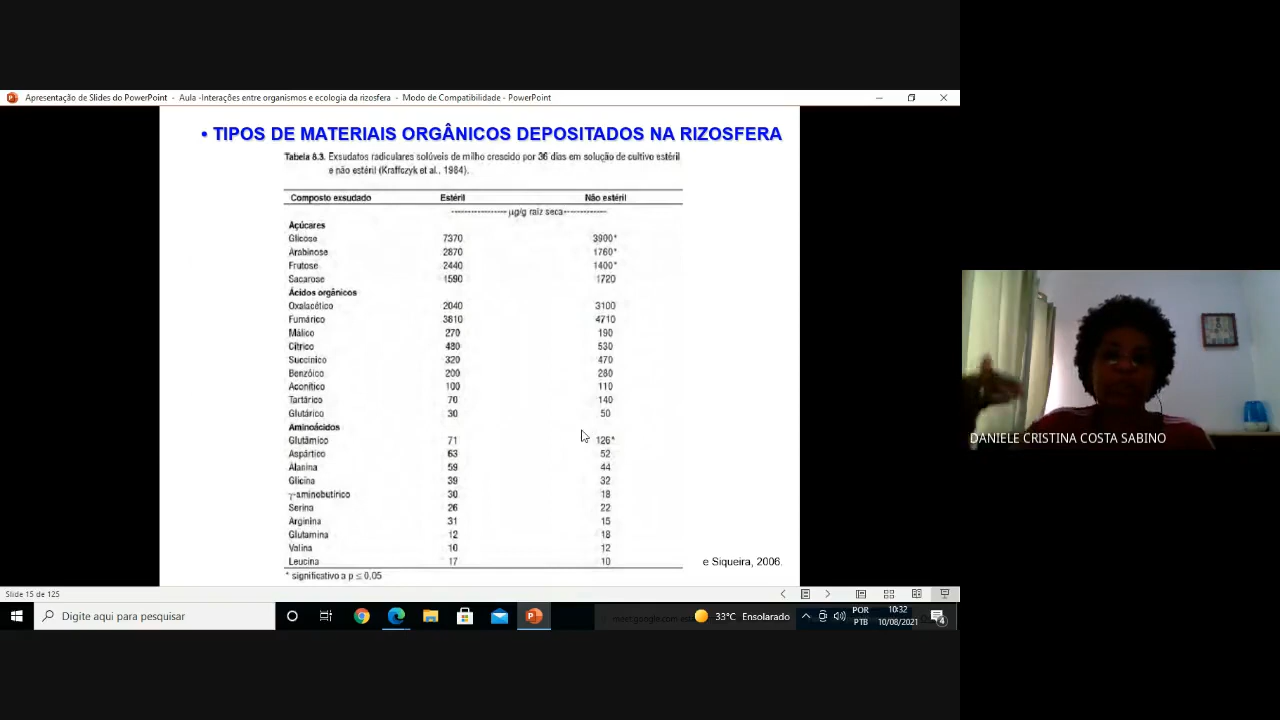 Apresentação de Slides do PowerPoint - Aula -Interações entre organismos e ecologia da rizosfera - Modo de Compatibilidade - PowerPoint
• TIPOS DE MATERIAIS ORGÂNICOS DEPOSITADOS NA RIZOSFERA
Tabela 8.3. Exsudatos radiculares solúveis de milho crescido por 36 dias em solução de cultivo estéril
e não estéril (Kraffczyk et al., 1984).
Composto exsudado Estéril Não estéril
µg/g raiz seca
Açúcares
Glicose 7370 3900*
Arabinose 2870 1760*
Frutose 2440 1400*
Sacarose 1590 1720
Ácidos orgânicos
Oxalacético 2040 3100
Fumárico 3810 4710
Málico 270 190
Cítrico 480 530
Succínico 320 470
Benzóico 200 280
Aconítico 100 110
Tartárico 70 140
Glutárico 30 50
Aminoácidos
Glutâmico 71 126*
Aspártico 63 52
Alanina 59 44
Glicina 39 32
γ-aminobutírico 30 18
Serina 26 22
Arginina 31 15
Glutamina 12 18
Valina 10 12
Leucina 17 10
* significativo a p ≤ 0,05
e Siqueira, 2006.
DANIELE CRISTINA COSTA SABINO
Slide 15 de 125
Digite aqui para pesquisar
33°C Ensolarado
POR
PTB
10:32
10/08/2021
4